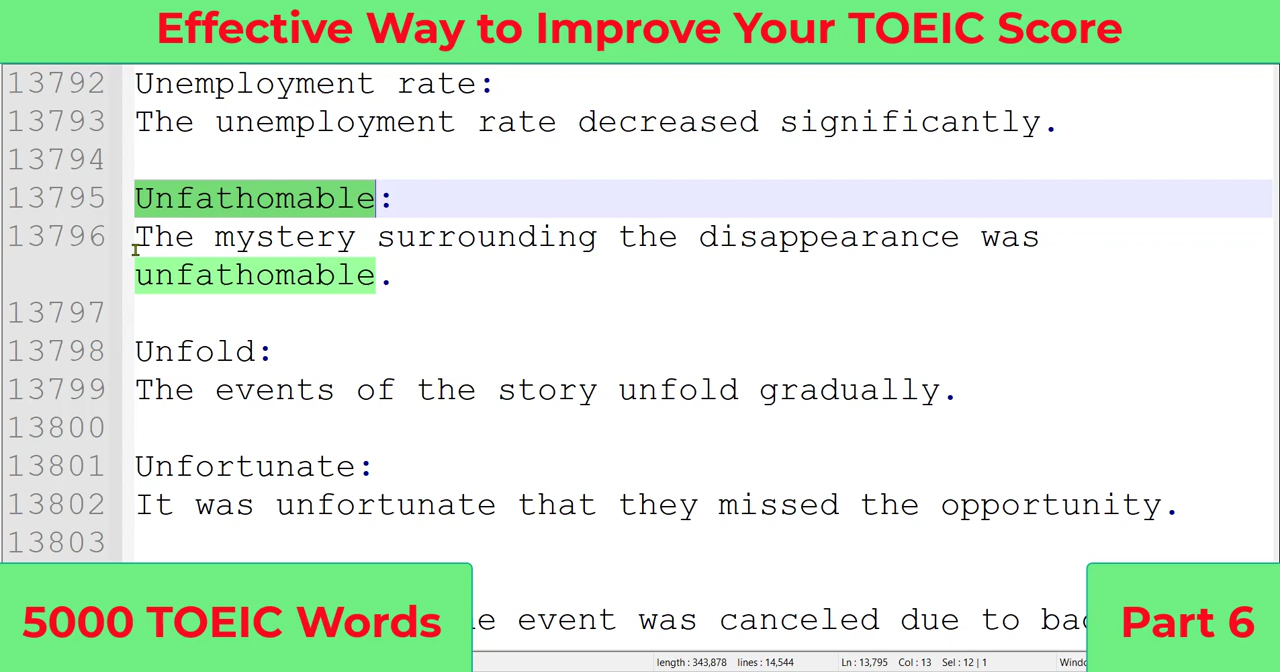 Effective Way to Improve Your TOEIC Score
13792 Unemployment rate:
13793 The unemployment rate decreased significantly.
13794
13795 Unfathomable:
13796 The mystery surrounding the disappearance was
unfathomable.
13797
13798 Unfold:
13799 The events of the story unfold gradually.
13800
13801 Unfortunate:
13802 It was unfortunate that they missed the opportunity.
13803
event was canceled due to
5000 TOEIC Words
Part 6
length : 343,878 lines : 14,544 Ln : 13,795 Col : 13 Sel : 12 | 1